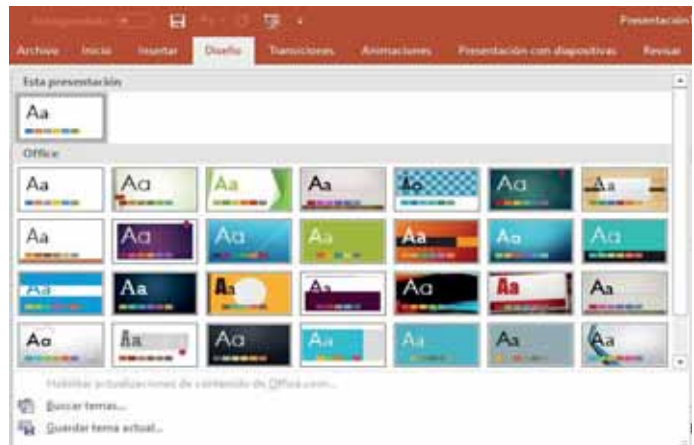 Presentación
Archivo Inicio Insertar Diseño Transiciones Animaciones Presentación con diapositivas Revisar
Esta presentación
Aa
Office
Aa Aa Aa Aa Aa Aa Aa
Aa Aa Aa Aa Aa Aa Aa
Aa Aa Aa Aa Aa Aa Aa
Aa Aa Aa Aa Aa Aa Aa
Habilitar actualizaciones de contenido de Office.com...
Buscar temas...
Guardar tema actual...